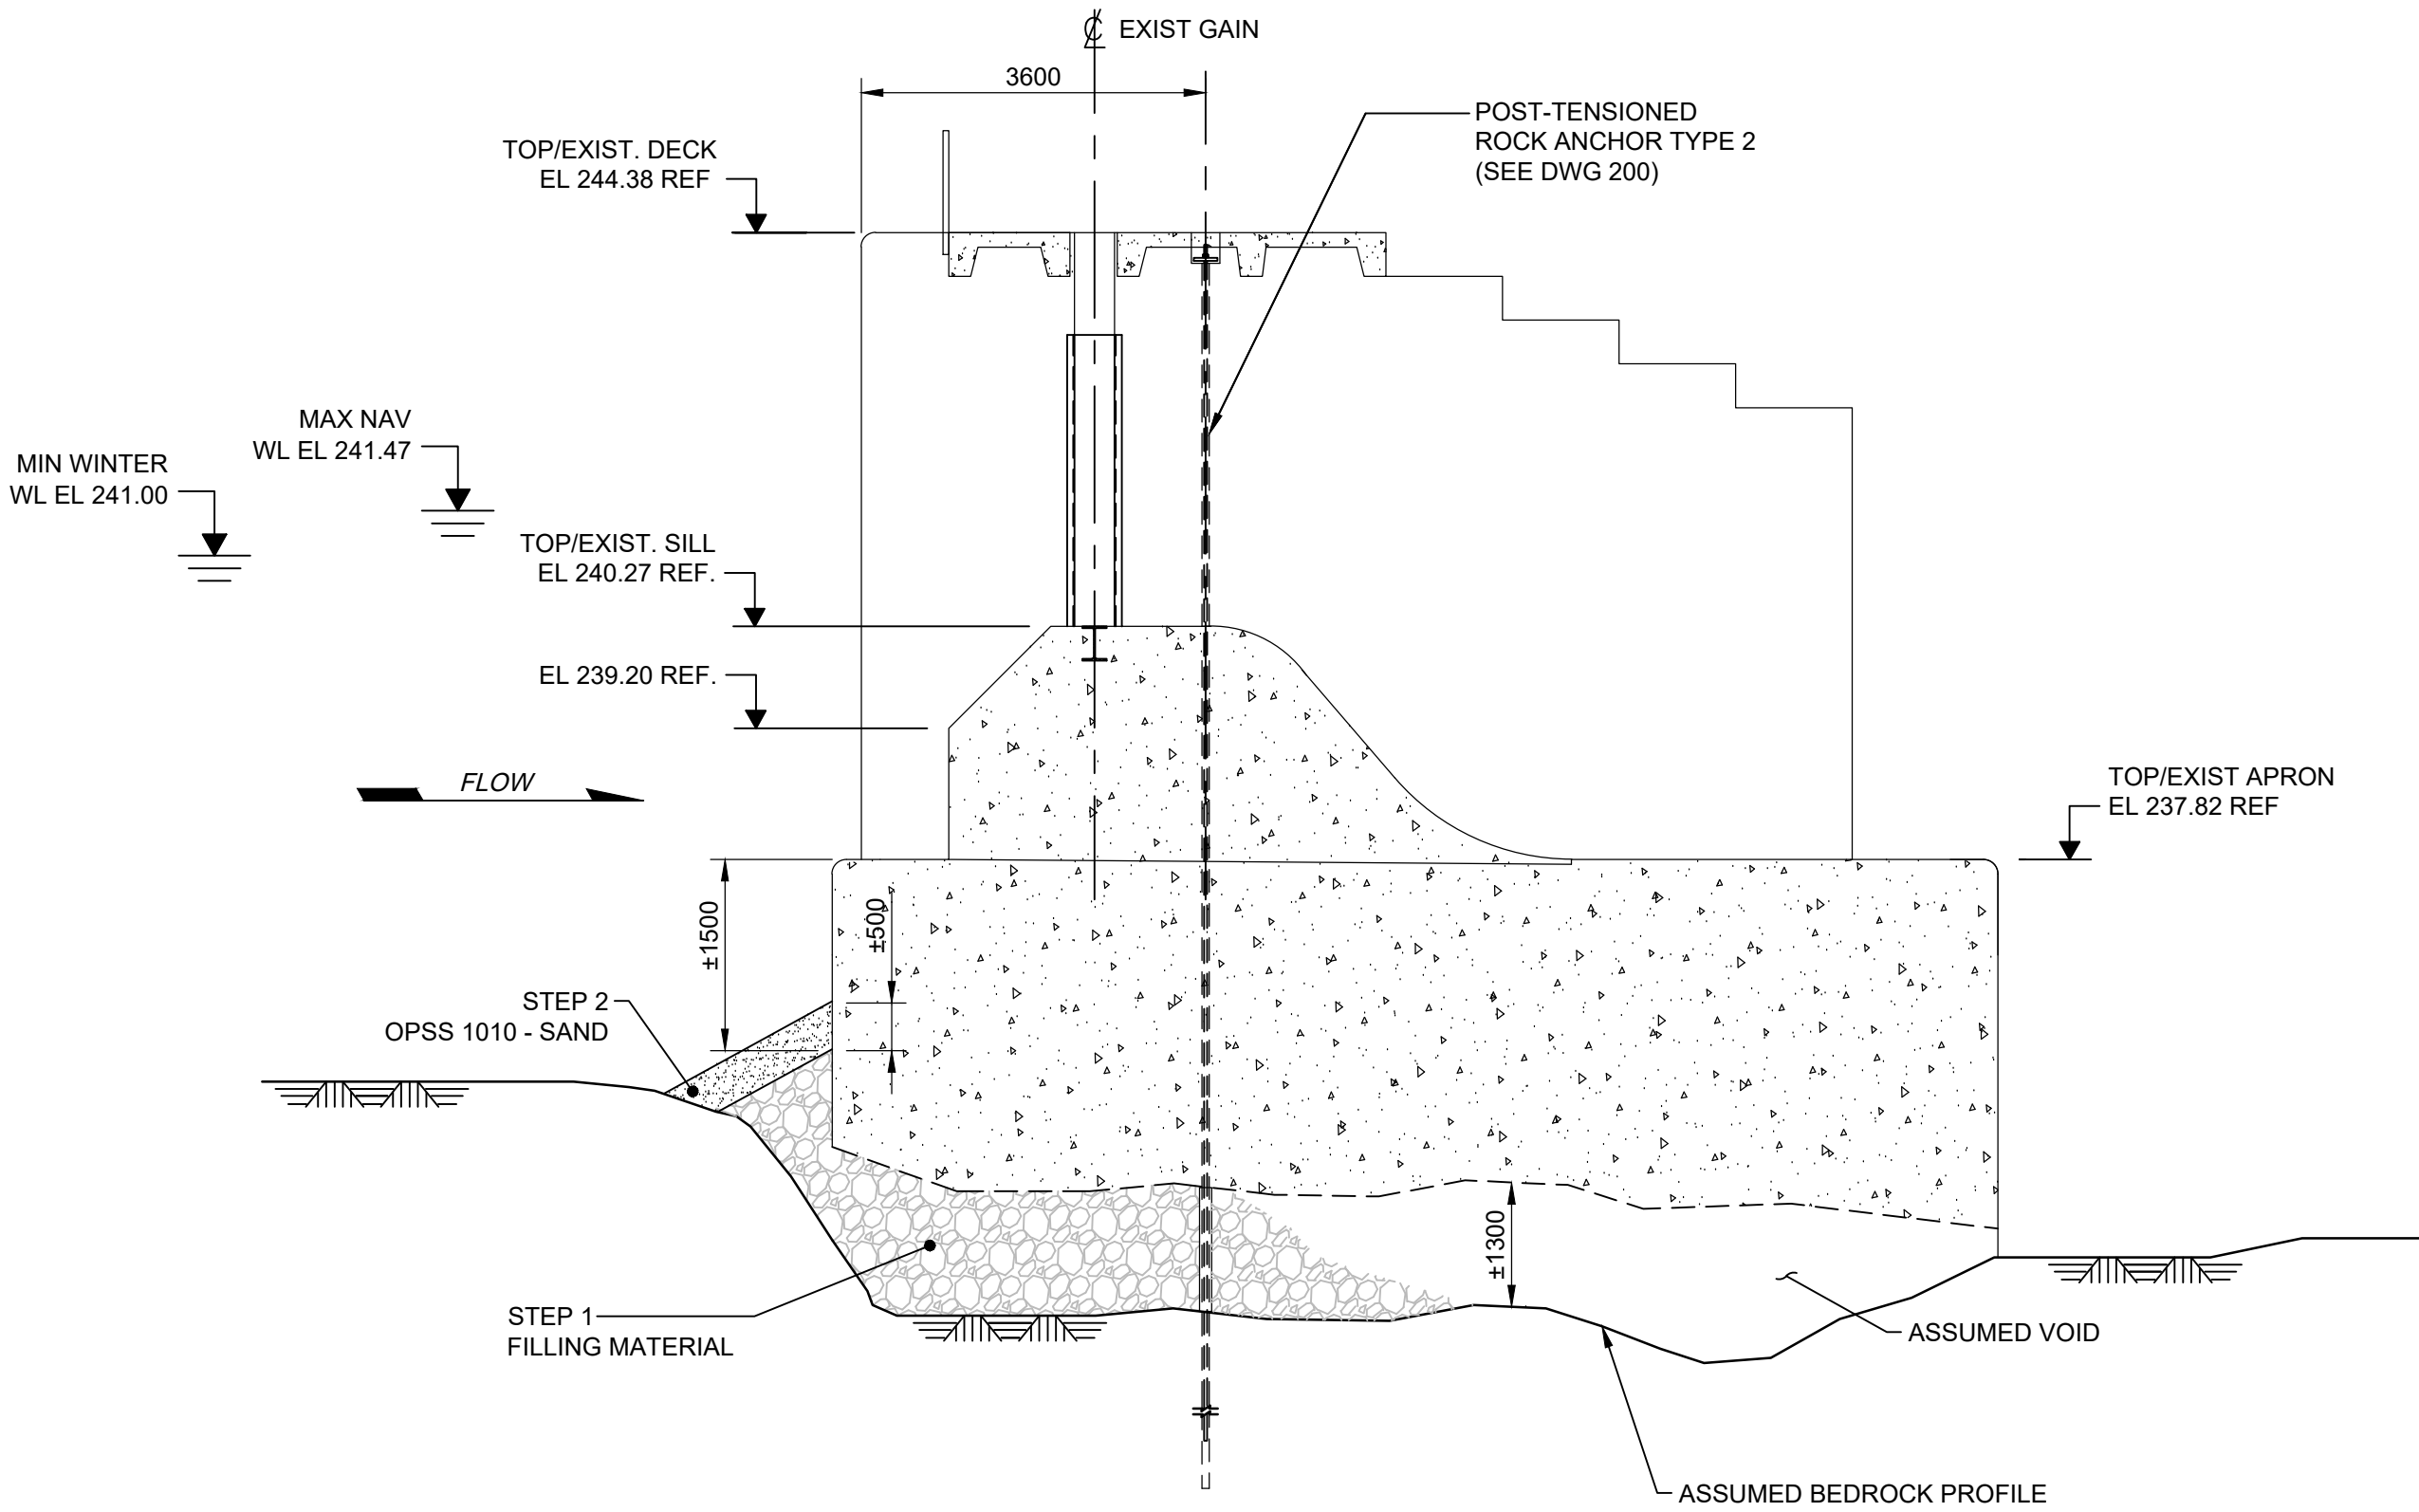 ℄ EXIST GAIN
3600
POST-TENSIONED
ROCK ANCHOR TYPE 2
(SEE DWG 200)
TOP/EXIST. DECK
EL 244.38 REF
MAX NAV
WL EL 241.47
MIN WINTER
WL EL 241.00
TOP/EXIST. SILL
EL 240.27 REF.
EL 239.20 REF.
FLOW
TOP/EXIST APRON
EL 237.82 REF
±1500
±500
STEP 2
OPSS 1010 - SAND
±1300
STEP 1
FILLING MATERIAL
ASSUMED VOID
ASSUMED BEDROCK PROFILE